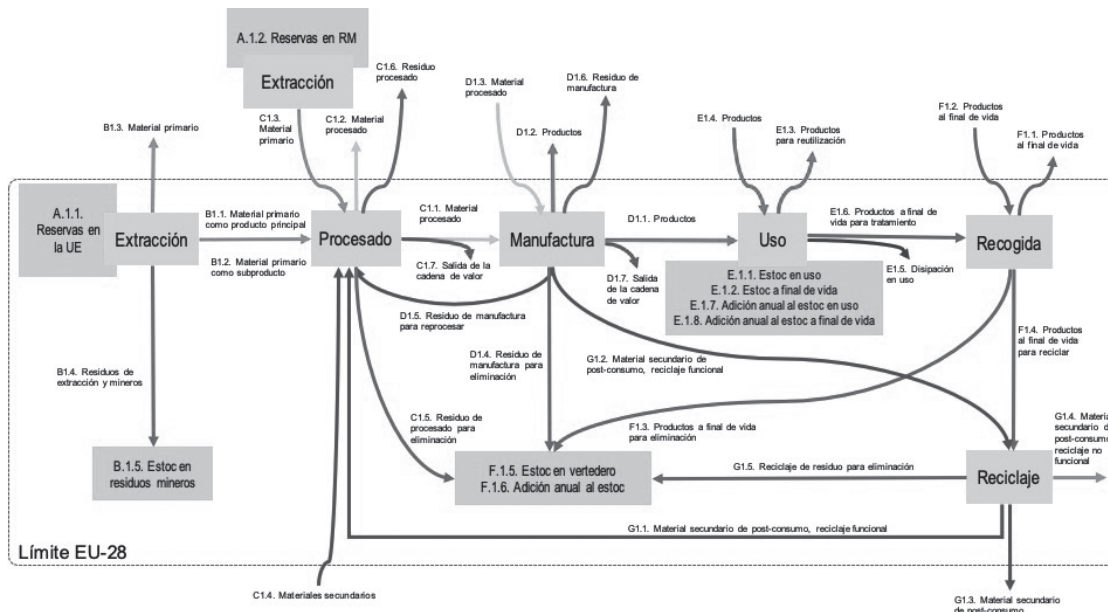 A.1.2. Reservas en RM
Extracción
C1.6. Residuo
procesado
D1.3. Material
procesado
D1.6. Residuo de
manufactura
B1.3. Material primario
C1.3.
Material
primario
C1.2. Material
procesado
D1.2. Productos
E1.4. Productos
E1.3. Productos
para reutilización
F1.2. Productos
al final de vida
F1.1. Productos
al final de vida
A.1.1.
Reservas en
la UE
Extracción
B1.1. Material primario
como producto principal
B1.2. Material primario
como subproducto
Procesado
C1.1. Material
procesado
C1.7. Salida de la
cadena de valor
Manufactura
D1.1. Productos
D1.7. Salida
de la cadena
de valor
Uso
E1.6. Productos a final de
vida para tratamiento
E1.5. Disipación
en uso
Recogida
E.1.1. Estoc en uso
E.1.2. Estoc a final de vida
E.1.7. Adición anual al estoc en uso
E.1.8. Adición anual al estoc a final de vida
D1.5. Residuo de manufactura
para reprocesar
D1.4. Residuo de
manufactura para
eliminación
G1.2. Material secundario de
post-consumo, reciclaje funcional
F1.4. Productos
al final de vida
para reciclar
B1.4. Residuos de
extracción y mineros
C1.5. Residuo de
procesado para
eliminación
F1.3. Productos a final de vida
para eliminación
G1.4. Material
secundario de
post-consumo
reciclaje no
funcional
B.1.5. Estoc en
residuos mineros
F.1.5. Estoc en vertedero
F.1.6. Adición anual al estoc
G1.5. Reciclaje de residuo para eliminación
Reciclaje
G1.1. Material secundario de post-consumo, reciclaje funcional
Límite EU-28
C1.4. Materiales secundarios
G1.3. Material secundario
de post-consumo